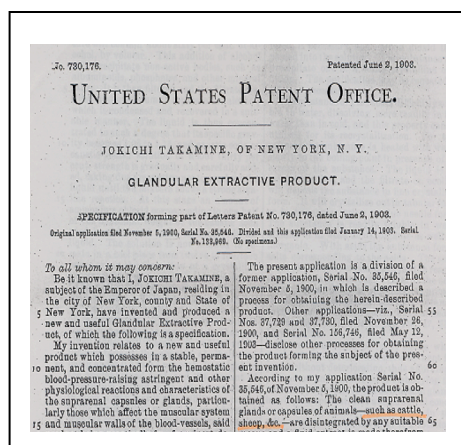 No. 730,176.
Patented June 2, 1903.
UNITED STATES PATENT OFFICE.
JOKICHI TAKAMINE, OF NEW YORK, N. Y.
GLANDULAR EXTRACTIVE PRODUCT.
SPECIFICATION forming part of Letters Patent No. 730,176, dated June 2, 1903.
Original application filed November 5, 1900, Serial No. 35,546. Divided and this application filed January 14, 1903. Serial
No. 138,969. (No specimens.)
To all whom it may concern:
Be it known that I, JOKICHI TAKAMINE, a
subject of the Emperor of Japan, residing in
the city of New York, county and State of
5 New York, have invented and produced a
new and useful Glandular Extractive Prod-
uct, of which the following is a specification.
My invention relates to a new and useful
product which possesses in a stable, perma-
10 nent, and concentrated form the hemostatic
blood-pressure-raising astringent and other
physiological reactions and characteristics of
the suprarenal capsules or glands, particu-
larly those which affect the muscular system
15 and muscular walls of the blood-vessels, said
The present application is a division of a
former application, Serial No. 35,546, filed
November 5, 1900, in which is described a
process for obtaining the herein-described
product. Other applications—viz., Serial 55
Nos. 37,729 and 37,730, filed November 26,
1900, and Serial No. 156,746, filed May 12,
1903—disclose other processes for obtaining
the product forming the subject of the pres-
ent invention. 60
According to my application Serial No.
35,546, of November 5, 1900, the product is ob-
tained as follows: The clean suprarenal
glands or capsules of animals—such as cattle,
sheep, &c.—are disintegrated by any suitable 65